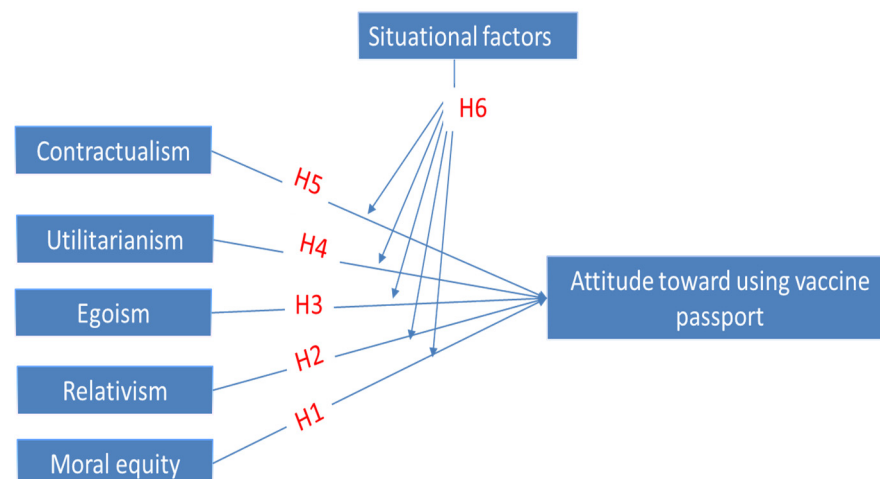 Situational factors
H6
Contractualism
H5
Utilitarianism
H4
Egoism
H3
Attitude toward using vaccine
passport
Relativism
H2
Moral equity
H1